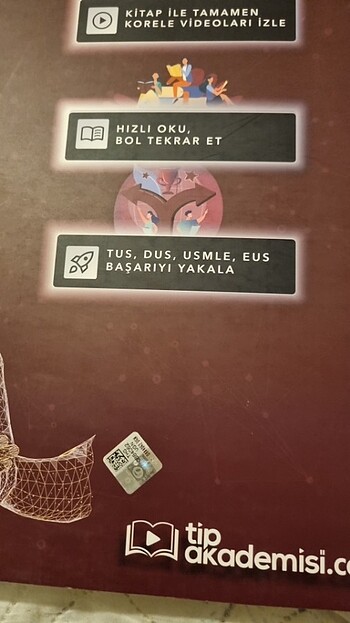 KİTAP İLE TAMAMEN
KORELE VİDEOLARI İZLE
HIZLI OKU,
BOL TEKRAR ET
TUS, DUS, USMLE, EUS
BAŞARIYI YAKALA
tıp
akademisi.co